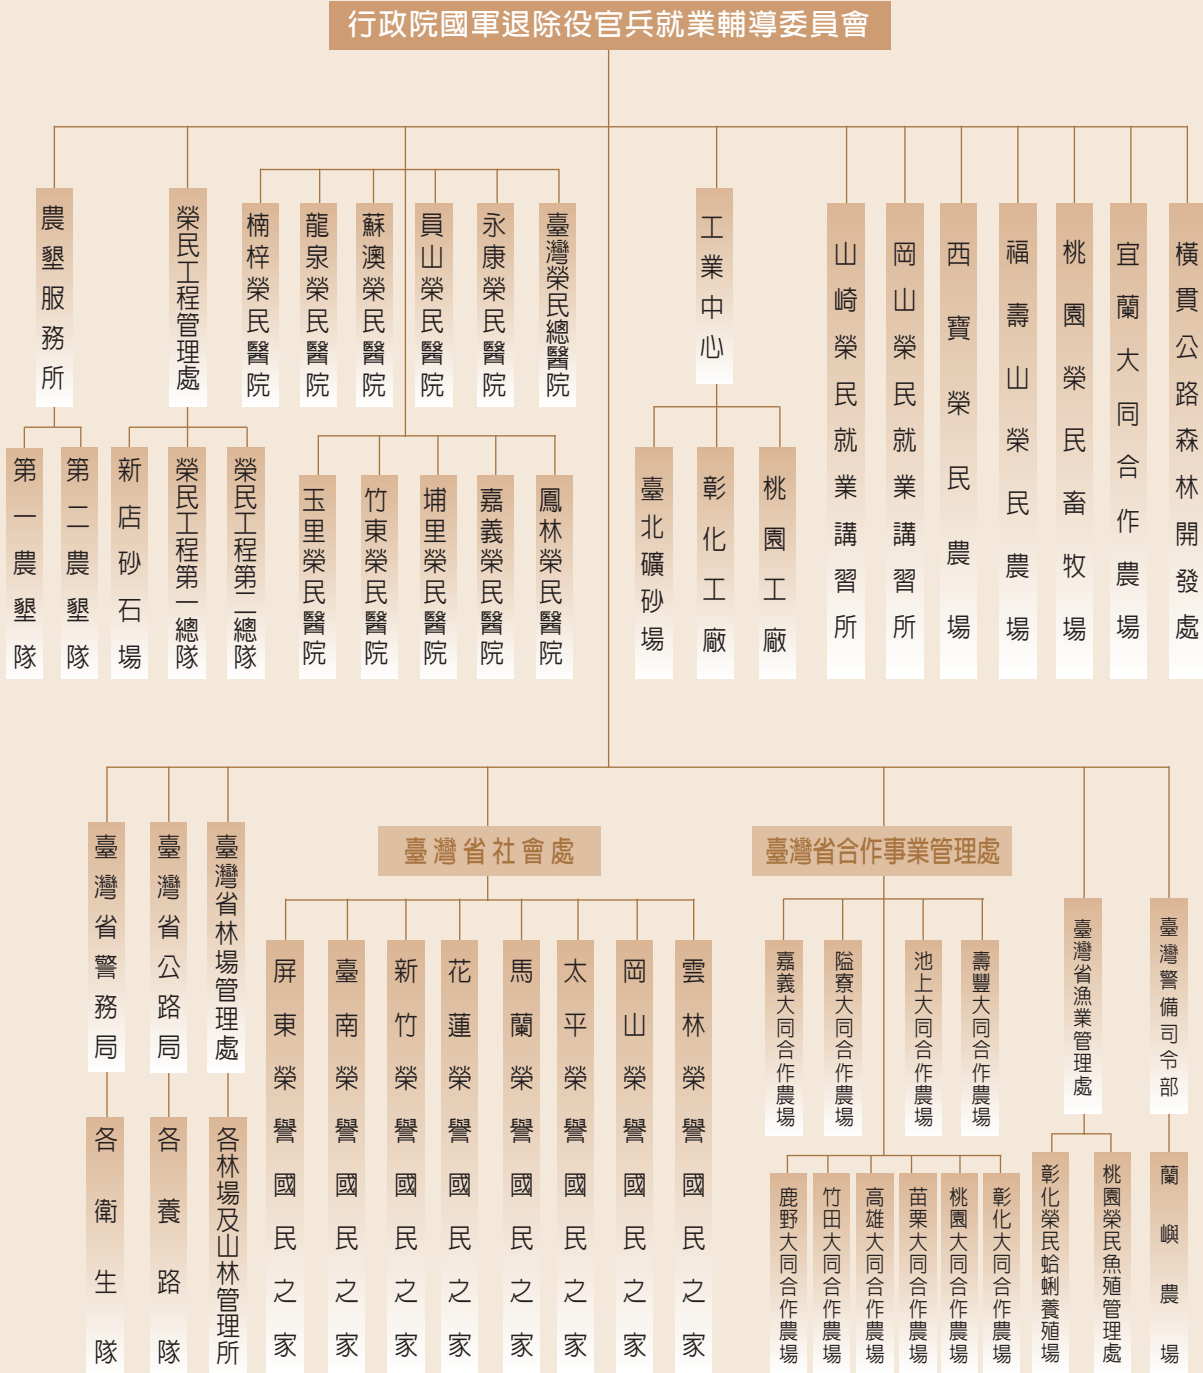 行政院國軍退除役官兵就業輔導委員會
農墾服務所
榮民工程管理處
楠梓榮民醫院
龍泉榮民醫院
蘇澳榮民醫院
員山榮民醫院
永康榮民醫院
臺灣榮民總醫院
工業中心
山崎榮民就業講習所
岡山榮民就業講習所
西寶榮民農場
福壽山榮民農場
桃園榮民畜牧場
宜蘭大同合作農場
橫貫公路森林開發處
第一農墾隊
第二農墾隊
新店砂石場
榮民工程第一總隊
榮民工程第二總隊
玉里榮民醫院
竹東榮民醫院
埔里榮民醫院
嘉義榮民醫院
鳳林榮民醫院
臺北礦砂場
彰化工廠
桃園工廠
臺灣省警務局
臺灣省公路局
臺灣省林場管理處
臺灣省社會處
臺灣省合作事業管理處
臺灣省漁業管理處
臺灣警備司令部
各衛生隊
各養路隊
各林場及山林管理所
屏東榮譽國民之家
臺南榮譽國民之家
新竹榮譽國民之家
花蓮榮譽國民之家
馬蘭榮譽國民之家
太平榮譽國民之家
岡山榮譽國民之家
雲林榮譽國民之家
嘉義大同合作農場
隘寮大同合作農場
池上大同合作農場
壽豐大同合作農場
鹿野大同合作農場
竹田大同合作農場
高雄大同合作農場
苗栗大同合作農場
桃園大同合作農場
彰化大同合作農場
彰化榮民蛤蜊養殖場
桃園榮民魚殖管理處
蘭嶼農場